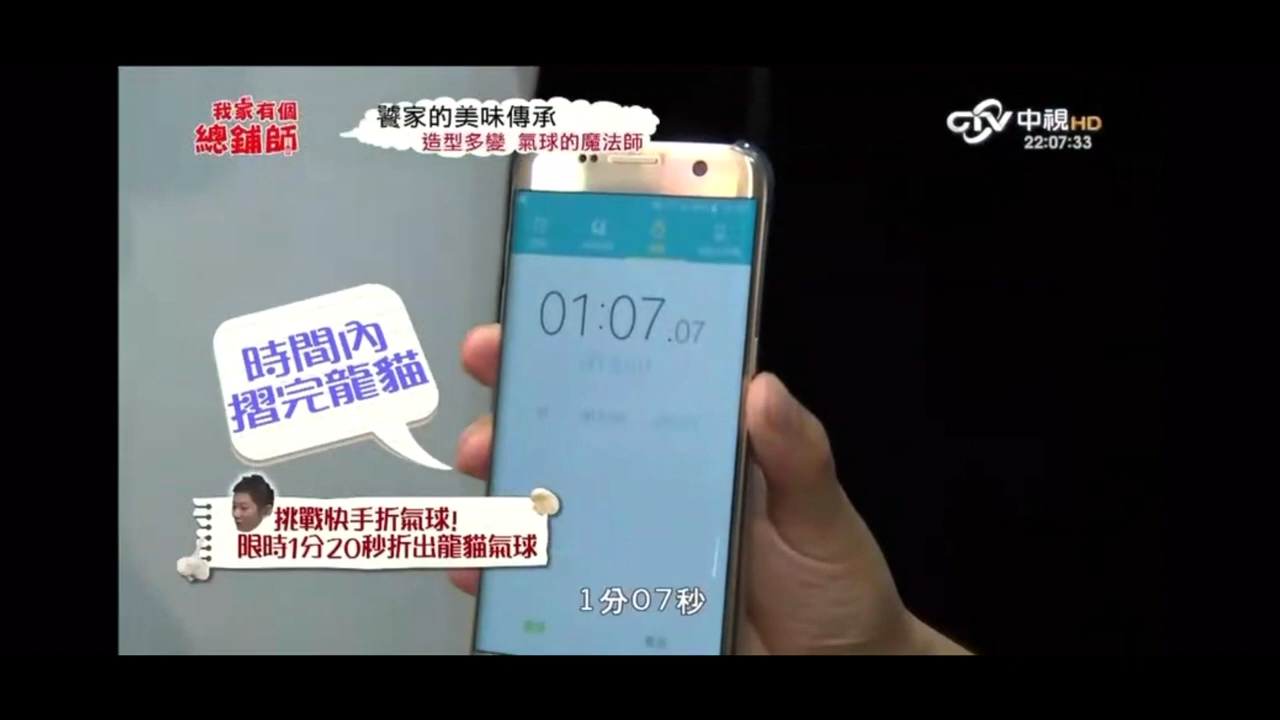 我家有個
總鋪師
饕家的美味傳承
造型多變 氣球的魔法師
CTV中視HD
22:07:33
01:07.07
時間內
摺完龍貓
挑戰快手折氣球!
限時1分20秒折出龍貓氣球
1分07秒